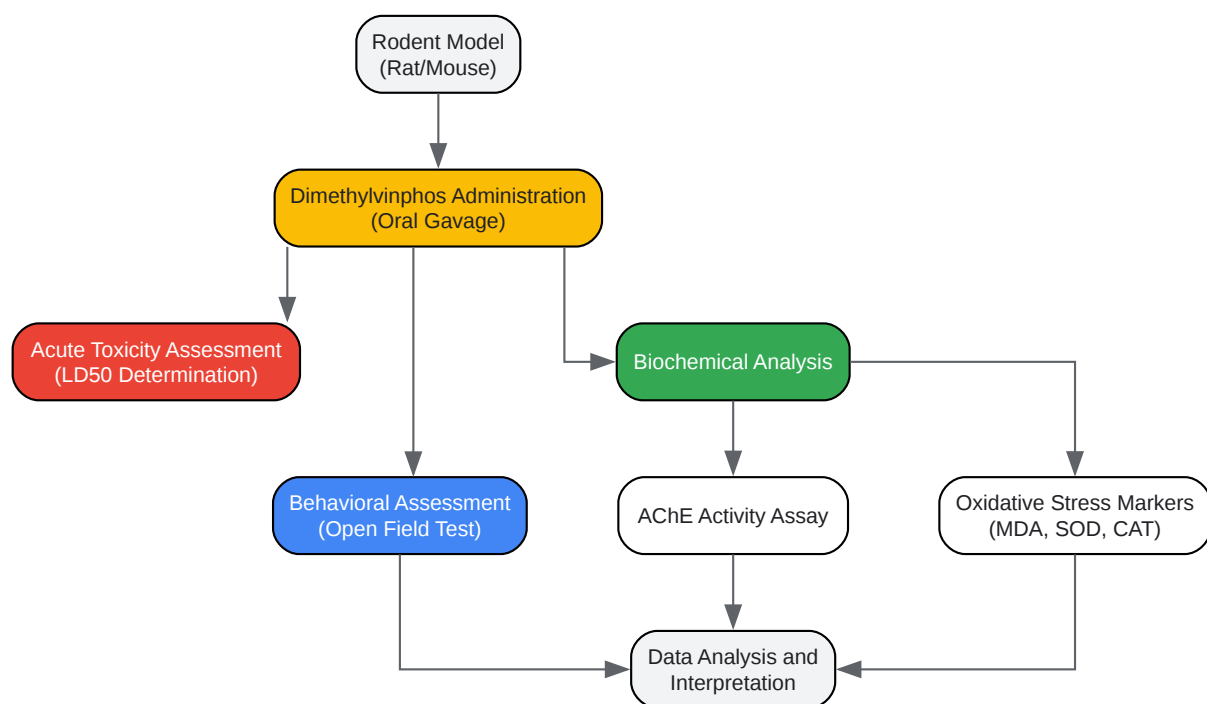 Rodent Model
(Rat/Mouse)
Dimethylvinphos Administration
(Oral Gavage)
Acute Toxicity Assessment
(LD50 Determination)
Biochemical Analysis
Behavioral Assessment
(Open Field Test)
AChE Activity Assay
Oxidative Stress Markers
(MDA, SOD, CAT)
Data Analysis and
Interpretation